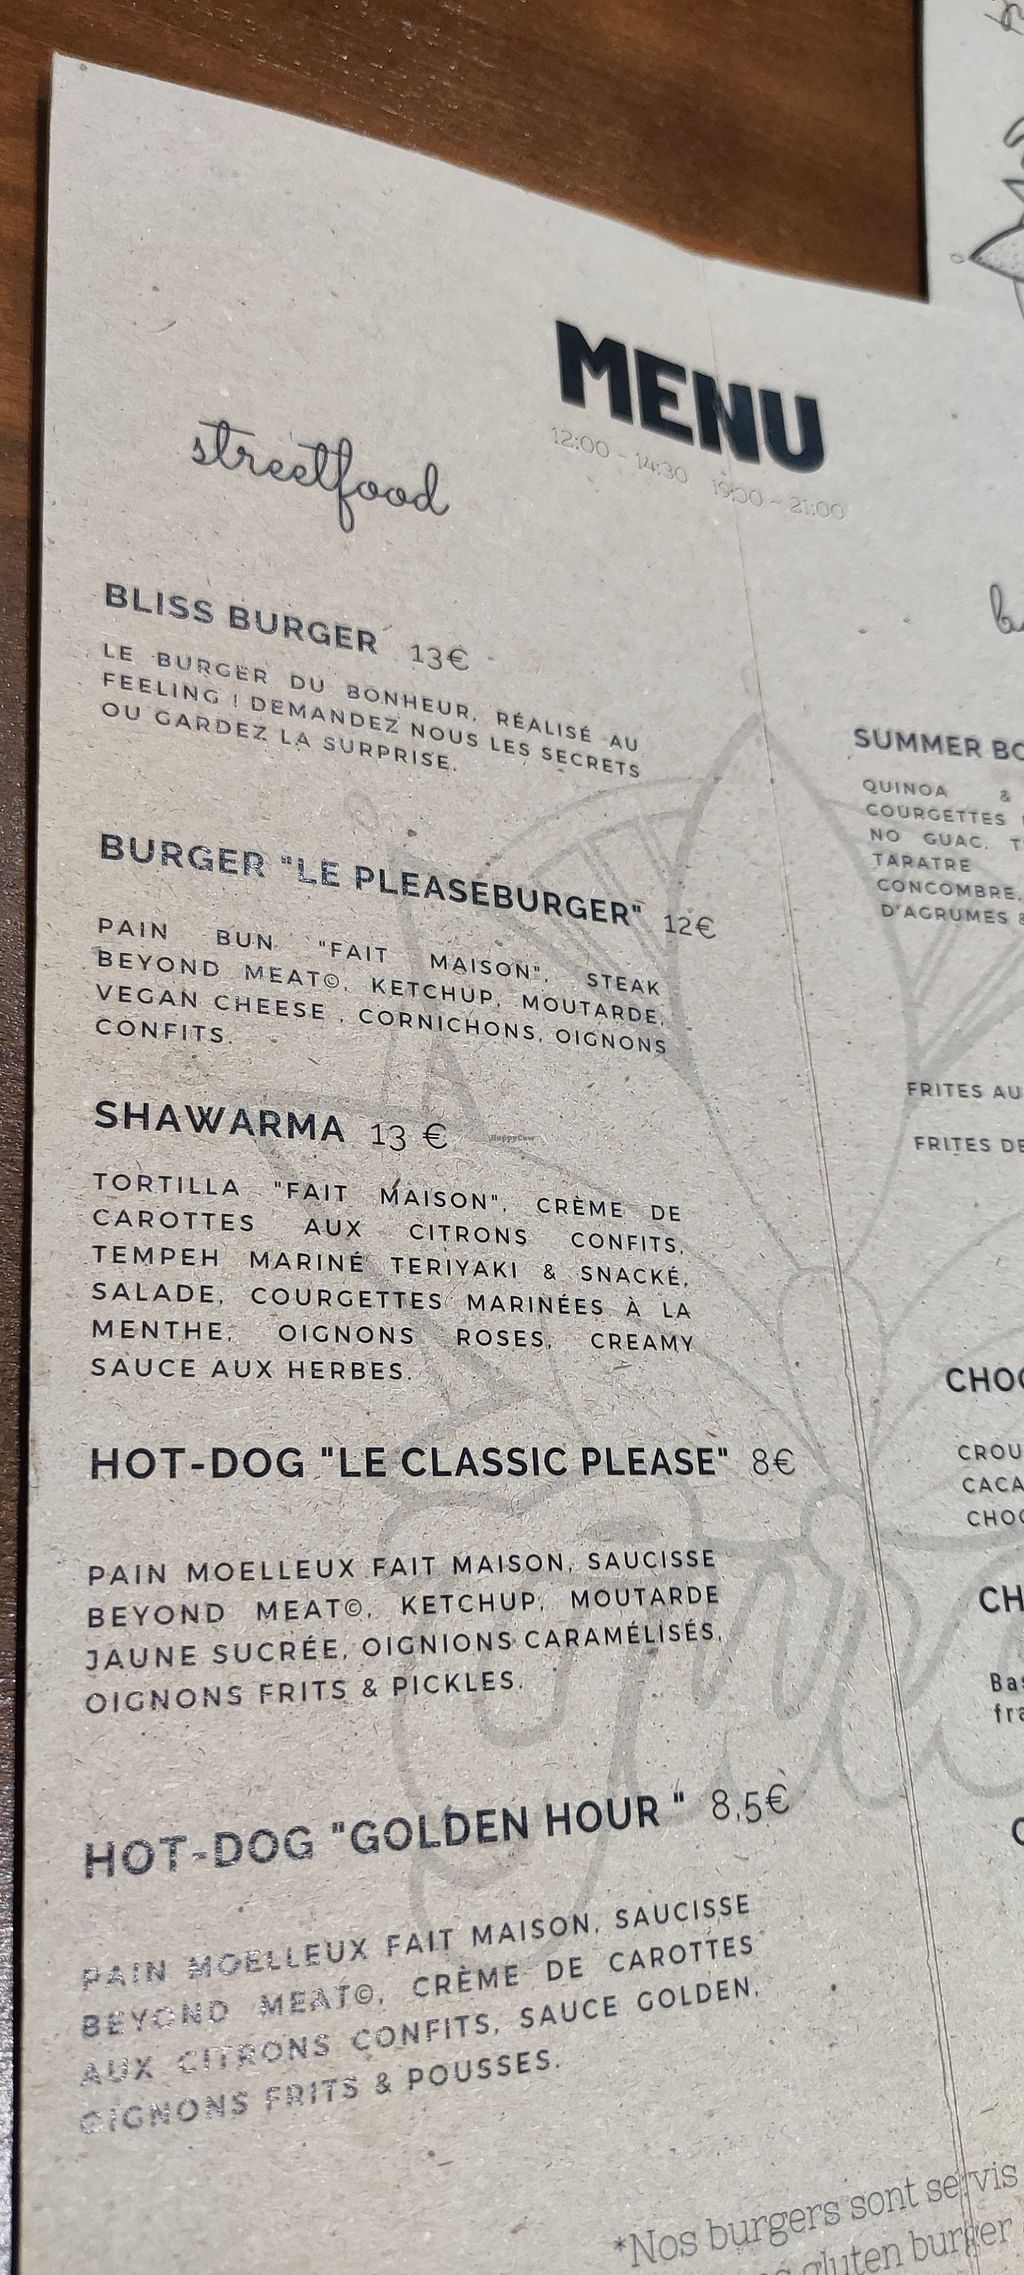 MENU
12:00 - 14:30 19:00 - 21:00
streetfood
BLISS BURGER 13€
LE BURGER DU BONHEUR, RÉALISÉ AU
FEELING ! DEMANDEZ NOUS LES SECRETS
OU GARDEZ LA SURPRISE.
BURGER "LE PLEASEBURGER" 12€
PAIN BUN "FAIT MAISON", STEAK
BEYOND MEAT©, KETCHUP, MOUTARDE,
VEGAN CHEESE , CORNICHONS, OIGNONS
CONFITS.
SHAWARMA 13 €
HappyCow
TORTILLA "FAIT MAISON", CRÈME DE
CAROTTES AUX CITRONS CONFITS,
TEMPEH MARINÉ TERIYAKI & SNACKÉ,
SALADE, COURGETTES MARINÉES À LA
MENTHE, OIGNONS ROSES, CREAMY
SAUCE AUX HERBES.
HOT-DOG "LE CLASSIC PLEASE" 8€
PAIN MOELLEUX FAIT MAISON, SAUCISSE
BEYOND MEAT©, KETCHUP, MOUTARDE
JAUNE SUCRÉE, OIGNIONS CARAMÉLISÉS,
OIGNONS FRITS & PICKLES.
HOT-DOG "GOLDEN HOUR " 8,5€
PAIN MOELLEUX FAIT MAISON, SAUCISSE
BEYOND MEAT©, CRÈME DE CAROTTES
AUX CITRONS CONFITS, SAUCE GOLDEN,
OIGNONS FRITS & POUSSES.
SUMMER BO
QUINOA &
COURGETTES
NO GUAC, T
TARATRE
CONCOMBRE,
D'AGRUMES &
FRITES AU
FRITES DE
CHOC
CROU
CACA
CHOC
CH
Bas
fra
*Nos burgers sont servis
gluten burger